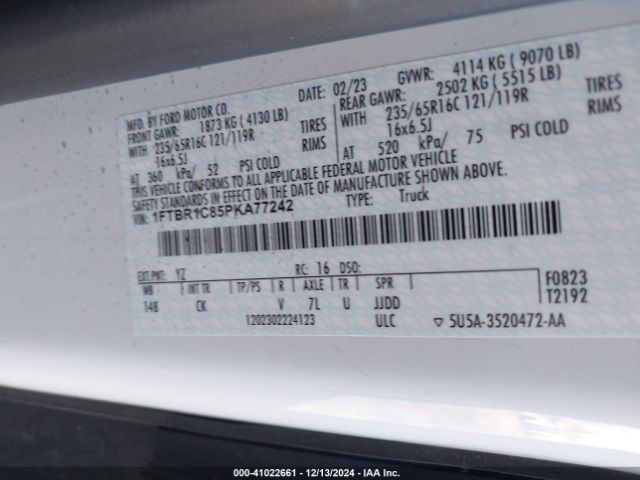 MFD. BY FORD MOTOR CO.
DATE: 02/23 GVWR: 4114 KG ( 9070 LB)
FRONT GAWR: 1873 KG ( 4130 LB) REAR GAWR: 2502 KG ( 5515 LB)
WITH 235/65R16C 121/119R TIRES WITH 235/65R16C 121/119R TIRES
16x6.5J RIMS 16x6.5J RIMS
AT 360 kPa/ 52 PSI COLD AT 520 kPa/ 75 PSI COLD
THIS VEHICLE CONFORMS TO ALL APPLICABLE FEDERAL MOTOR VEHICLE
SAFETY STANDARDS IN EFFECT ON THE DATE OF MANUFACTURE SHOWN ABOVE.
VIN: 1FTBR1C85PKA77242 TYPE: Truck
EXT.PNT: YZ RC: 16 DSO: F0823
WB INT TR TP/PS R AXLE TR SPR T2192
148 CK V 7L U JJDD
1202302224123 ULC ▽ 5U5A-3520472-AA
000-41022661 - 12/13/2024 - IAA Inc.